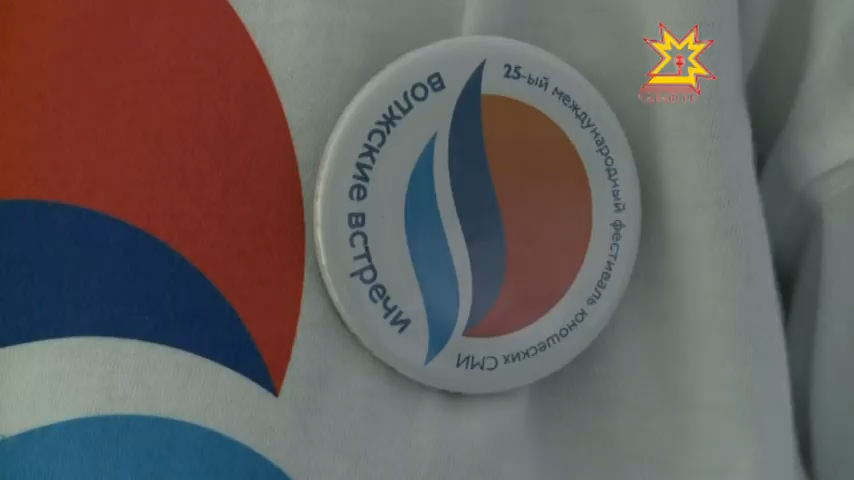 волжские встречи
25-ый международный фестиваль юношеских СМИ